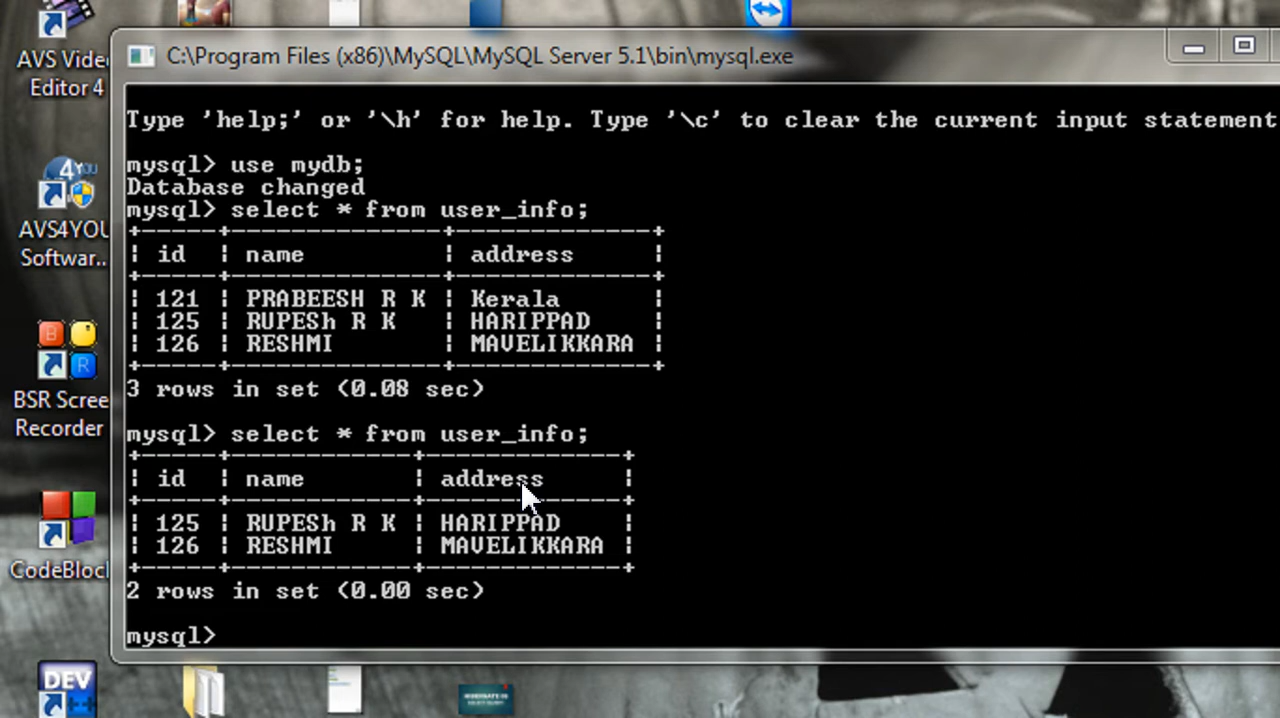 AVS Vide
Editor 4
4YOU
AVS4YOU
Softwar..
B
R
BSR Scree
Recorder
CodeBloc
DEV
C:\Program Files (x86)\MySQL\MySQL Server 5.1\bin\mysql.exe
Type 'help;' or '\h' for help. Type '\c' to clear the current input statement
mysql> use mydb;
Database changed
mysql> select * from user_info;
+-----+--------------+-------------+
| id | name | address |
+-----+--------------+-------------+
| 121 | PRABEESH R K | Kerala |
| 125 | RUPESh R K | HARIPPAD |
| 126 | RESHMI | MAVELIKKARA |
+-----+--------------+-------------+
3 rows in set (0.08 sec)
mysql> select * from user_info;
+-----+------------+-------------+
| id | name | address |
+-----+------------+-------------+
| 125 | RUPESh R K | HARIPPAD |
| 126 | RESHMI | MAVELIKKARA |
+-----+------------+-------------+
2 rows in set (0.00 sec)
mysql>